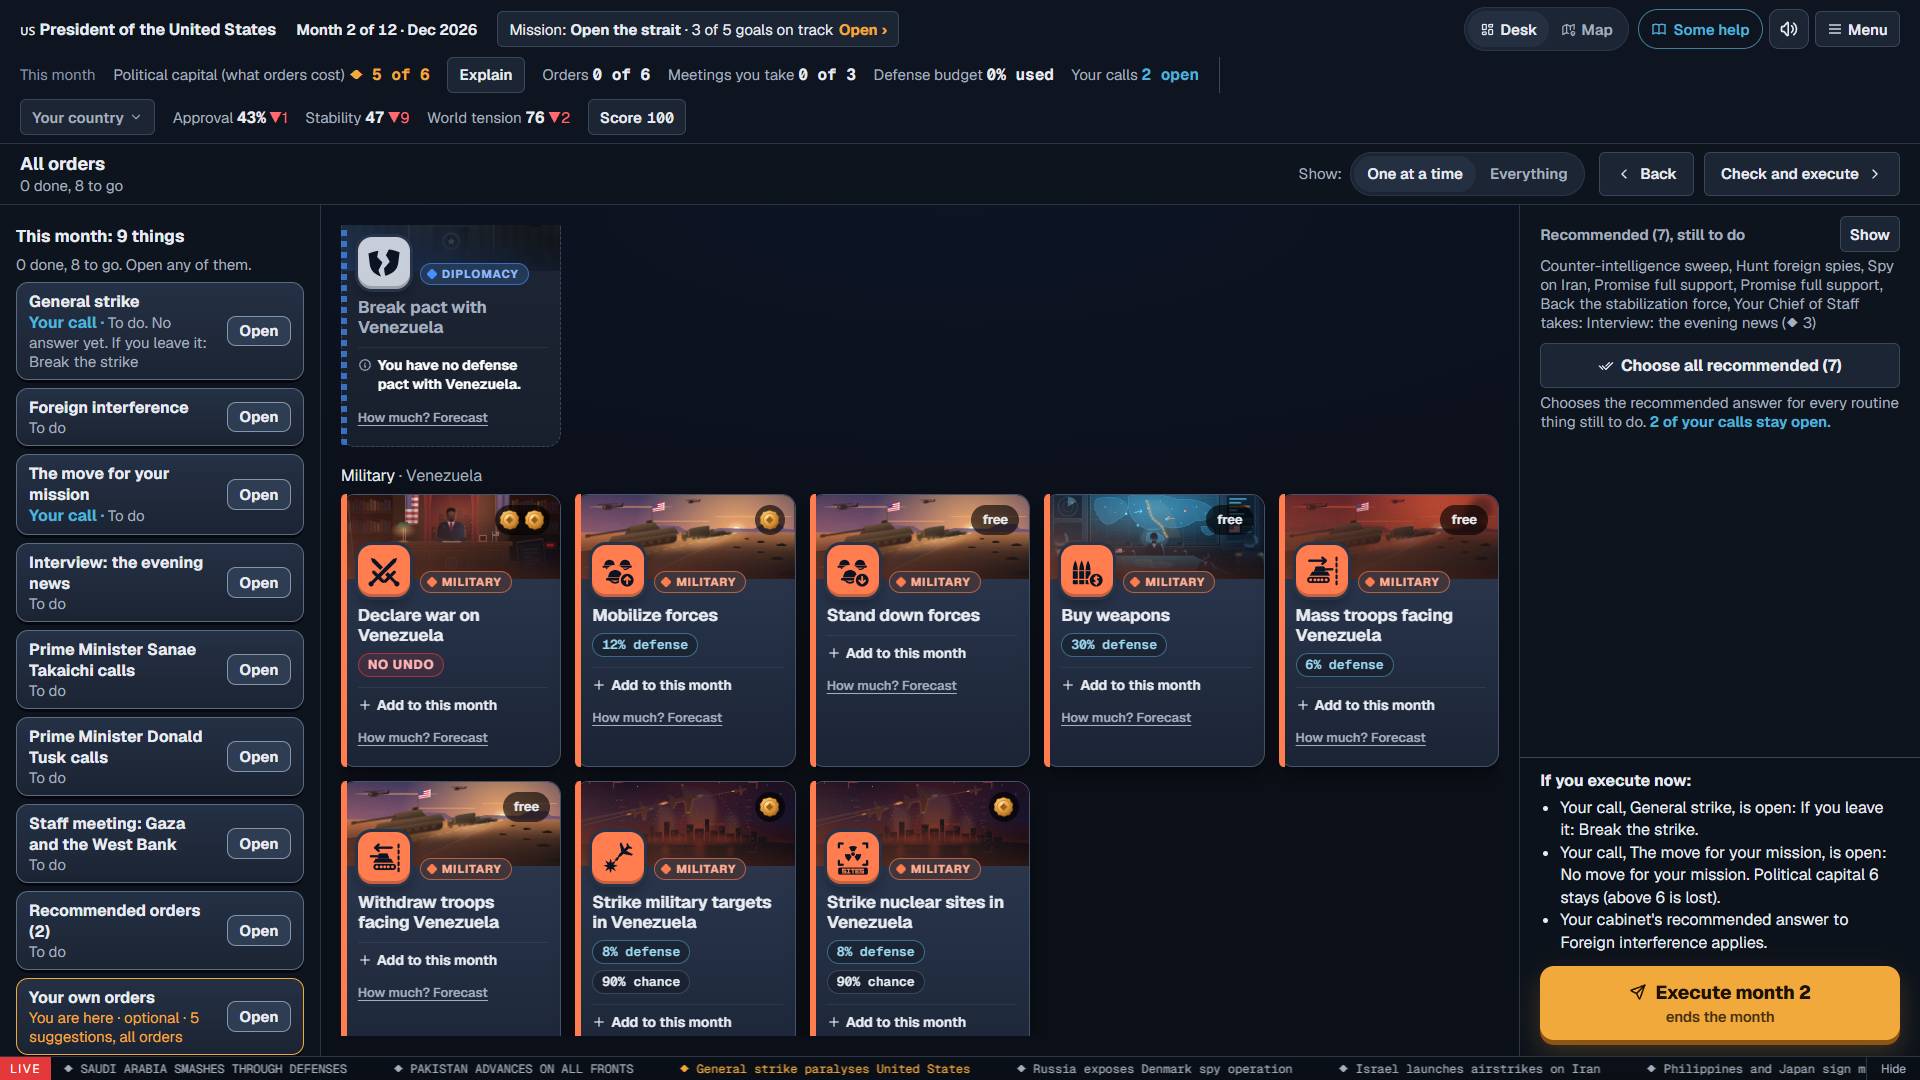 US President of the United States
Month 2 of 12 · Dec 2026
Mission: Open the strait · 3 of 5 goals on track Open ›
Desk
Map
Some help
Menu
This month
Political capital (what orders cost) 5 of 6
Explain
Orders 0 of 6
Meetings you take 0 of 3
Defense budget 0% used
Your calls 2 open
Your country
Approval 43% ▼1
Stability 47 ▼9
World tension 76 ▼2
Score 100
All orders
0 done, 8 to go
Show:
One at a time
Everything
Back
Check and execute
This month: 9 things
0 done, 8 to go. Open any of them.
General strike
Your call · To do. No
answer yet. If you leave it:
Break the strike
Open
Foreign interference
To do
Open
The move for your
mission
Your call · To do
Open
Interview: the evening
news
To do
Open
Prime Minister Sanae
Takaichi calls
To do
Open
Prime Minister Donald
Tusk calls
To do
Open
Staff meeting: Gaza
and the West Bank
To do
Open
Recommended orders
(2)
To do
Open
Your own orders
You are here · optional · 5
suggestions, all orders
Open
DIPLOMACY
Break pact with
Venezuela
You have no defense
pact with Venezuela.
How much? Forecast
Military · Venezuela
MILITARY
Declare war on
Venezuela
NO UNDO
+ Add to this month
How much? Forecast
MILITARY
Mobilize forces
12% defense
+ Add to this month
How much? Forecast
free
MILITARY
Stand down forces
+ Add to this month
How much? Forecast
free
MILITARY
Buy weapons
30% defense
+ Add to this month
How much? Forecast
free
MILITARY
Mass troops facing
Venezuela
6% defense
+ Add to this month
How much? Forecast
free
MILITARY
Withdraw troops
facing Venezuela
+ Add to this month
How much? Forecast
MILITARY
Strike military targets
in Venezuela
8% defense
90% chance
+ Add to this month
SITES
MILITARY
Strike nuclear sites in
Venezuela
8% defense
90% chance
+ Add to this month
Recommended (7), still to do
Show
Counter-intelligence sweep, Hunt foreign spies, Spy
on Iran, Promise full support, Promise full support,
Back the stabilization force, Your Chief of Staff
takes: Interview: the evening news (◆ 3)
Choose all recommended (7)
Chooses the recommended answer for every routine
thing still to do. 2 of your calls stay open.
If you execute now:
• Your call, General strike, is open: If you leave
it: Break the strike.
• Your call, The move for your mission, is open:
No move for your mission. Political capital 6
stays (above 6 is lost).
• Your cabinet's recommended answer to
Foreign interference applies.
Execute month 2
ends the month
LIVE
◆ SAUDI ARABIA SMASHES THROUGH DEFENSES
◆ PAKISTAN ADVANCES ON ALL FRONTS
◆ General strike paralyses United States
◆ Russia exposes Denmark spy operation
◆ Israel launches airstrikes on Iran
◆ Philippines and Japan sign m
Hide